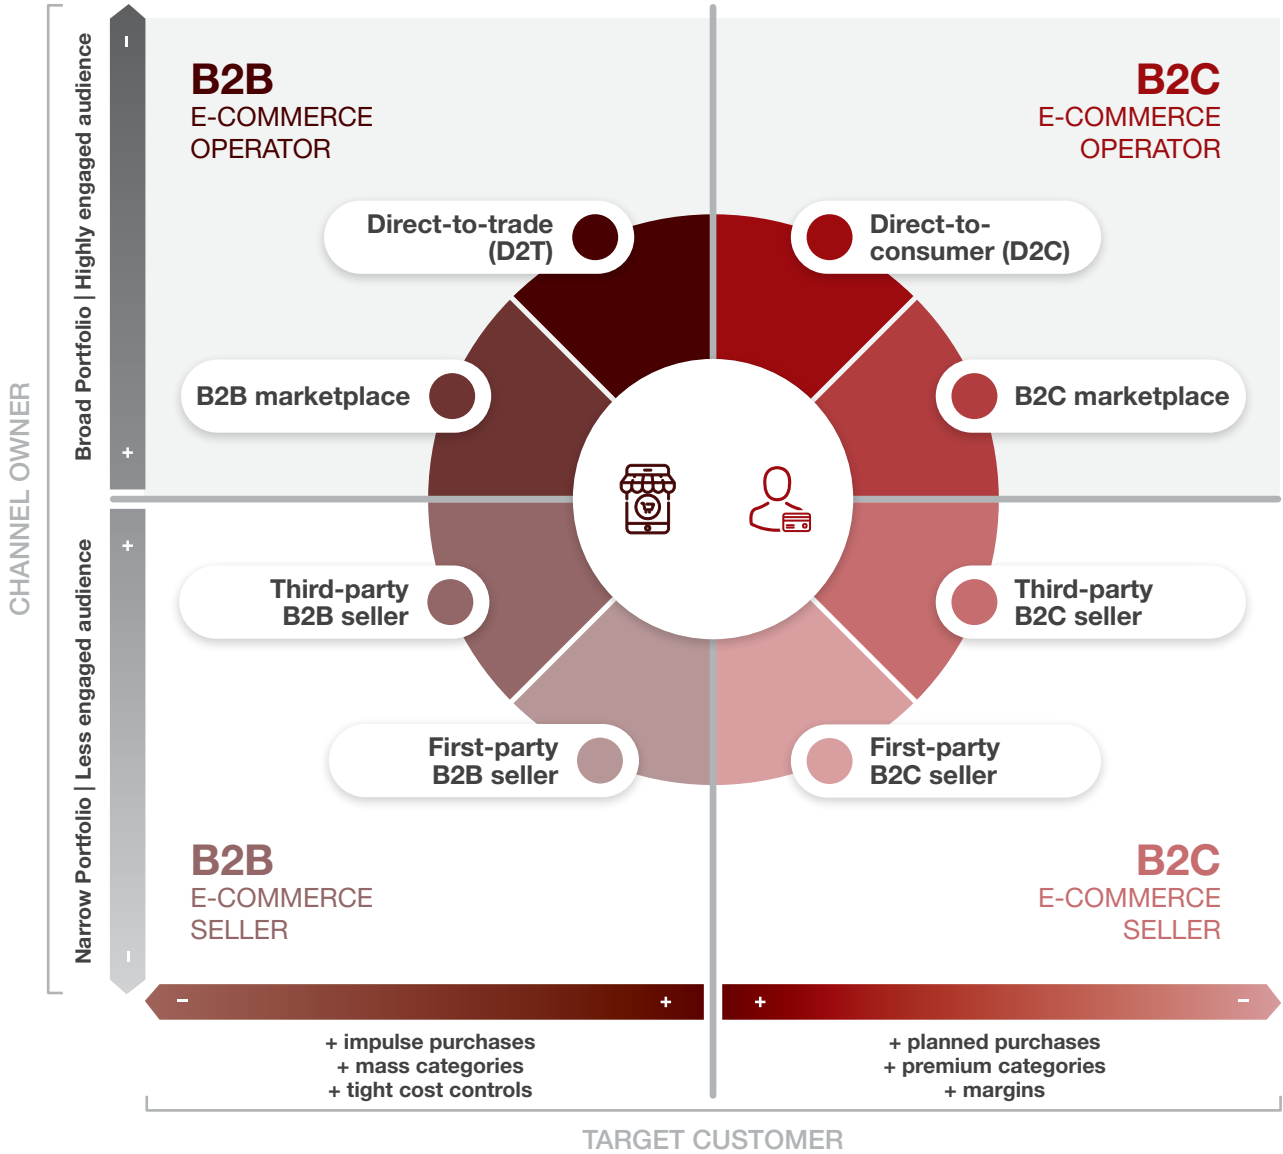 B2B
E-COMMERCE
OPERATOR
B2C
E-COMMERCE
OPERATOR
CHANNEL OWNER
Broad Portfolio | Highly engaged audience
Narrow Portfolio | Less engaged audience
–
+
+
–
Direct-to-trade
(D2T)
Direct-to-
consumer (D2C)
B2B marketplace
B2C marketplace
Third-party
B2B seller
Third-party
B2C seller
First-party
B2B seller
First-party
B2C seller
B2B
E-COMMERCE
SELLER
B2C
E-COMMERCE
SELLER
– +
+ –
+ impulse purchases
+ mass categories
+ tight cost controls
+ planned purchases
+ premium categories
+ margins
TARGET CUSTOMER